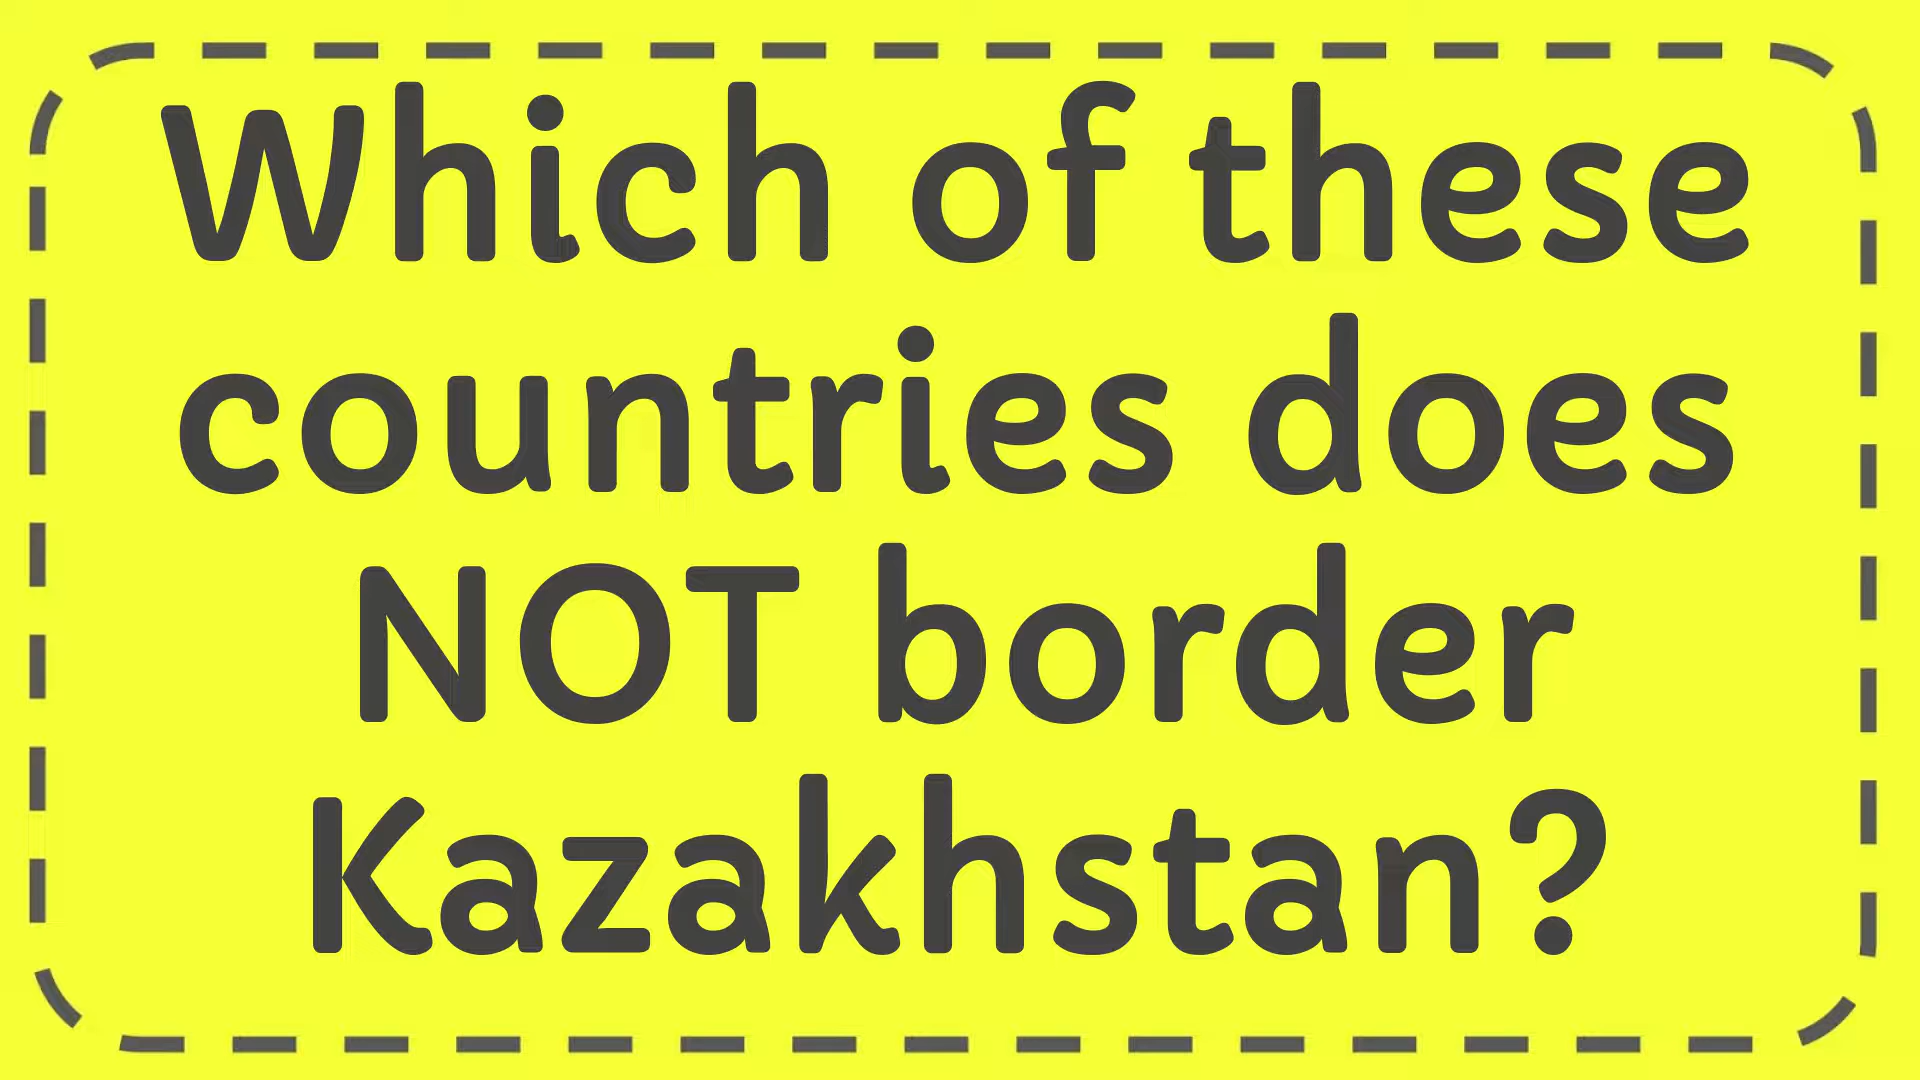 Which of these
countries does
NOT border
Kazakhstan?